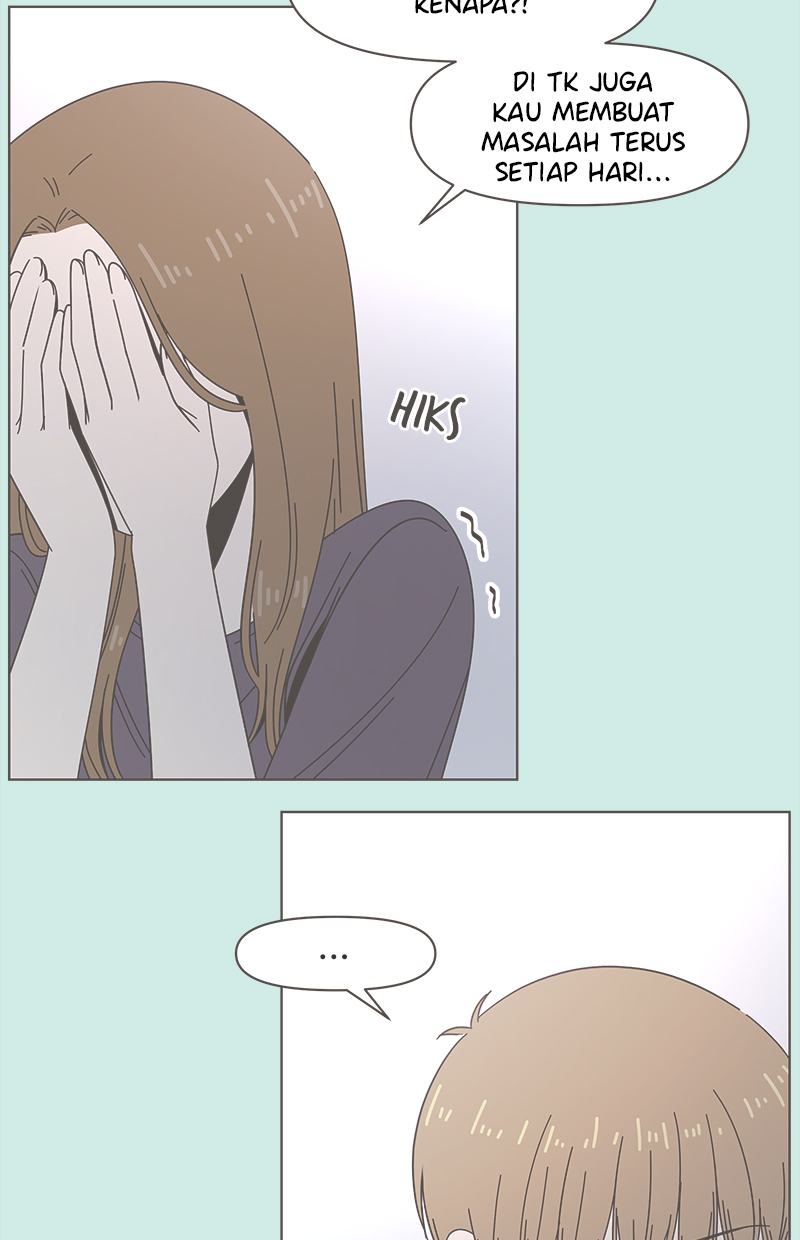 KENAPA?!
DI TK JUGA
KAU MEMBUAT
MASALAH TERUS
SETIAP HARI...
HIKS
...